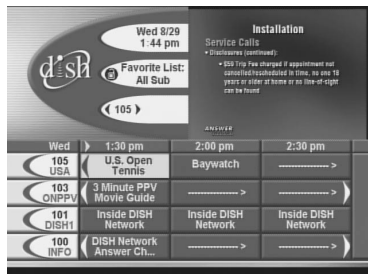 dish
Wed 8/29
1:44 pm
Favorite List:
All Sub
105
Installation
Service Calls
• Disclosures (continued):
• $59 Trip Fee charged if appointment not
cancelled/rescheduled in time, no one 18
years or older at home or no line-of-sight
can be found
ANSWER
Wed 1:30 pm 2:00 pm 2:30 pm
105
USA
U.S. Open
Tennis
Baywatch
--------------- >
103
ONPPV
3 Minute PPV
Movie Guide
--------------- >
--------------- >
101
DISH1
Inside DISH
Network
Inside DISH
Network
Inside DISH
Network
100
INFO
DISH Network
Answer Ch...
--------------- >
--------------- >